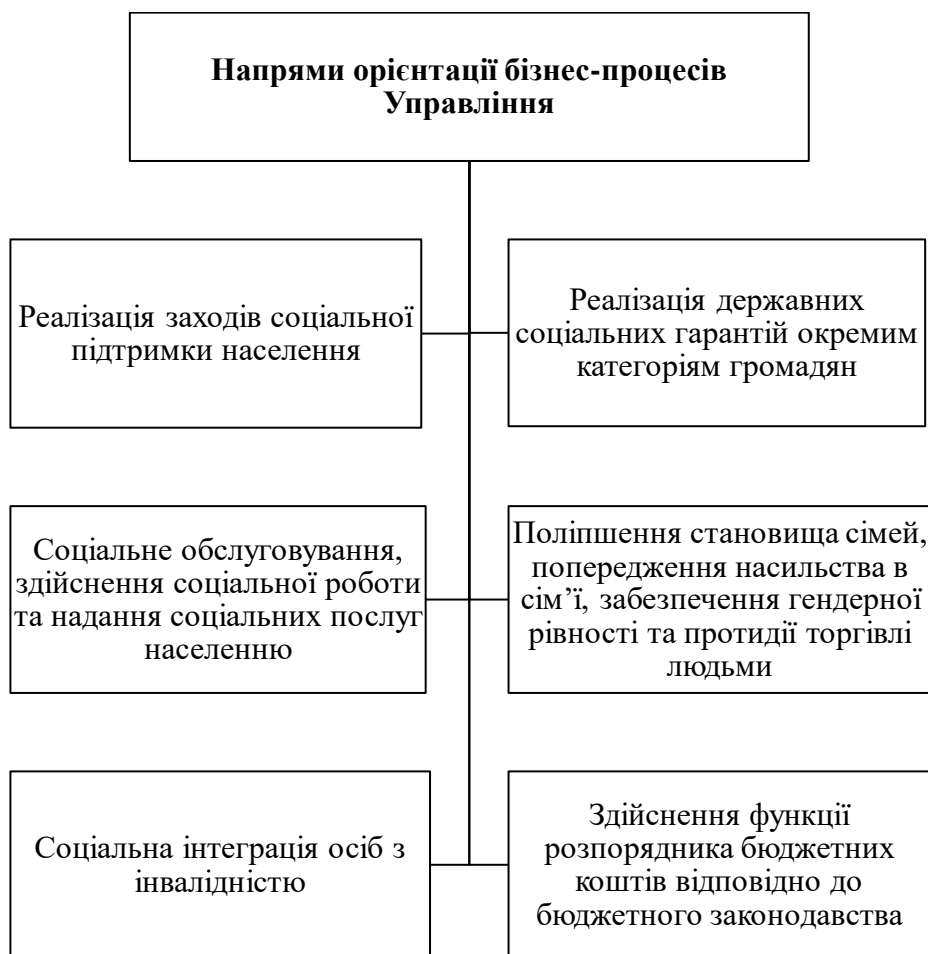 Напрями орієнтації бізнес-процесів
Управління
Реалізація заходів соціальної
підтримки населення
Реалізація державних
соціальних гарантій окремим
категоріям громадян
Соціальне обслуговування,
здійснення соціальної роботи
та надання соціальних послуг
населенню
Поліпшення становища сімей,
попередження насильства в
сім’ї, забезпечення гендерної
рівності та протидії торгівлі
людьми
Соціальна інтеграція осіб з
інвалідністю
Здійснення функції
розпорядника бюджетних
коштів відповідно до
бюджетного законодавства